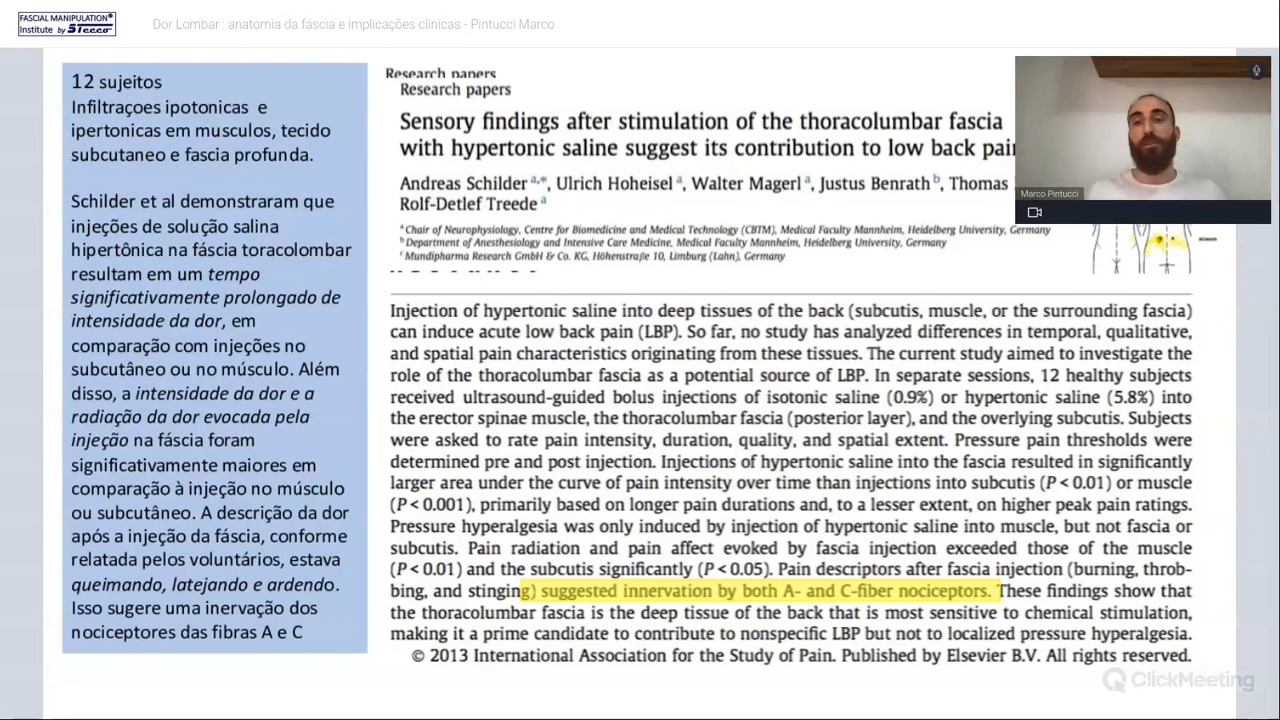 FASCIAL MANIPULATION®
Institute by Stecco
Dor Lombar : anatomia da fáscia e implicações clinicas - Pintucci Marco
12 sujeitos
Infiltraçoes ipotonicas e
ipertonicas em musculos, tecido
subcutaneo e fascia profunda.
Schilder et al demonstraram que
injeções de solução salina
hipertônica na fáscia toracolombar
resultam em um tempo
significativamente prolongado de
intensidade da dor, em
comparação com injeções no
subcutâneo ou no músculo. Além
disso, a intensidade da dor e a
radiação da dor evocada pela
injeção na fáscia foram
significativamente maiores em
comparação à injeção no músculo
ou subcutâneo. A descrição da dor
após a injeção da fáscia, conforme
relatada pelos voluntários, estava
queimando, latejando e ardendo.
Isso sugere uma inervação dos
nociceptores das fibras A e C
Research papers
Research papers
Sensory findings after stimulation of the thoracolumbar fascia
with hypertonic saline suggest its contribution to low back pain
Andreas Schilder a,*, Ulrich Hoheisel a, Walter Magerl a, Justus Benrath b, Thomas
Rolf-Detlef Treede a
a Chair of Neurophysiology, Centre for Biomedicine and Medical Technology (CBTM), Medical Faculty Mannheim, Heidelberg University, Germany
b Department of Anesthesiology and Intensive Care Medicine, Medical Faculty Mannheim, Heidelberg University, Germany
c Mundipharma Research GmbH & Co. KG, Höhenstraße 10, Limburg (Lahn), Germany
Injection of hypertonic saline into deep tissues of the back (subcutis, muscle, or the surrounding fascia)
can induce acute low back pain (LBP). So far, no study has analyzed differences in temporal, qualitative,
and spatial pain characteristics originating from these tissues. The current study aimed to investigate the
role of the thoracolumbar fascia as a potential source of LBP. In separate sessions, 12 healthy subjects
received ultrasound-guided bolus injections of isotonic saline (0.9%) or hypertonic saline (5.8%) into
the erector spinae muscle, the thoracolumbar fascia (posterior layer), and the overlying subcutis. Subjects
were asked to rate pain intensity, duration, quality, and spatial extent. Pressure pain thresholds were
determined pre and post injection. Injections of hypertonic saline into the fascia resulted in significantly
larger area under the curve of pain intensity over time than injections into subcutis (P < 0.01) or muscle
(P < 0.001), primarily based on longer pain durations and, to a lesser extent, on higher peak pain ratings.
Pressure hyperalgesia was only induced by injection of hypertonic saline into muscle, but not fascia or
subcutis. Pain radiation and pain affect evoked by fascia injection exceeded those of the muscle
(P < 0.01) and the subcutis significantly (P < 0.05). Pain descriptors after fascia injection (burning, throb-
bing, and stinging) suggested innervation by both A- and C-fiber nociceptors. These findings show that
the thoracolumbar fascia is the deep tissue of the back that is most sensitive to chemical stimulation,
making it a prime candidate to contribute to nonspecific LBP but not to localized pressure hyperalgesia.
© 2013 International Association for the Study of Pain. Published by Elsevier B.V. All rights reserved.
Marco Pintucci
ClickMeeting